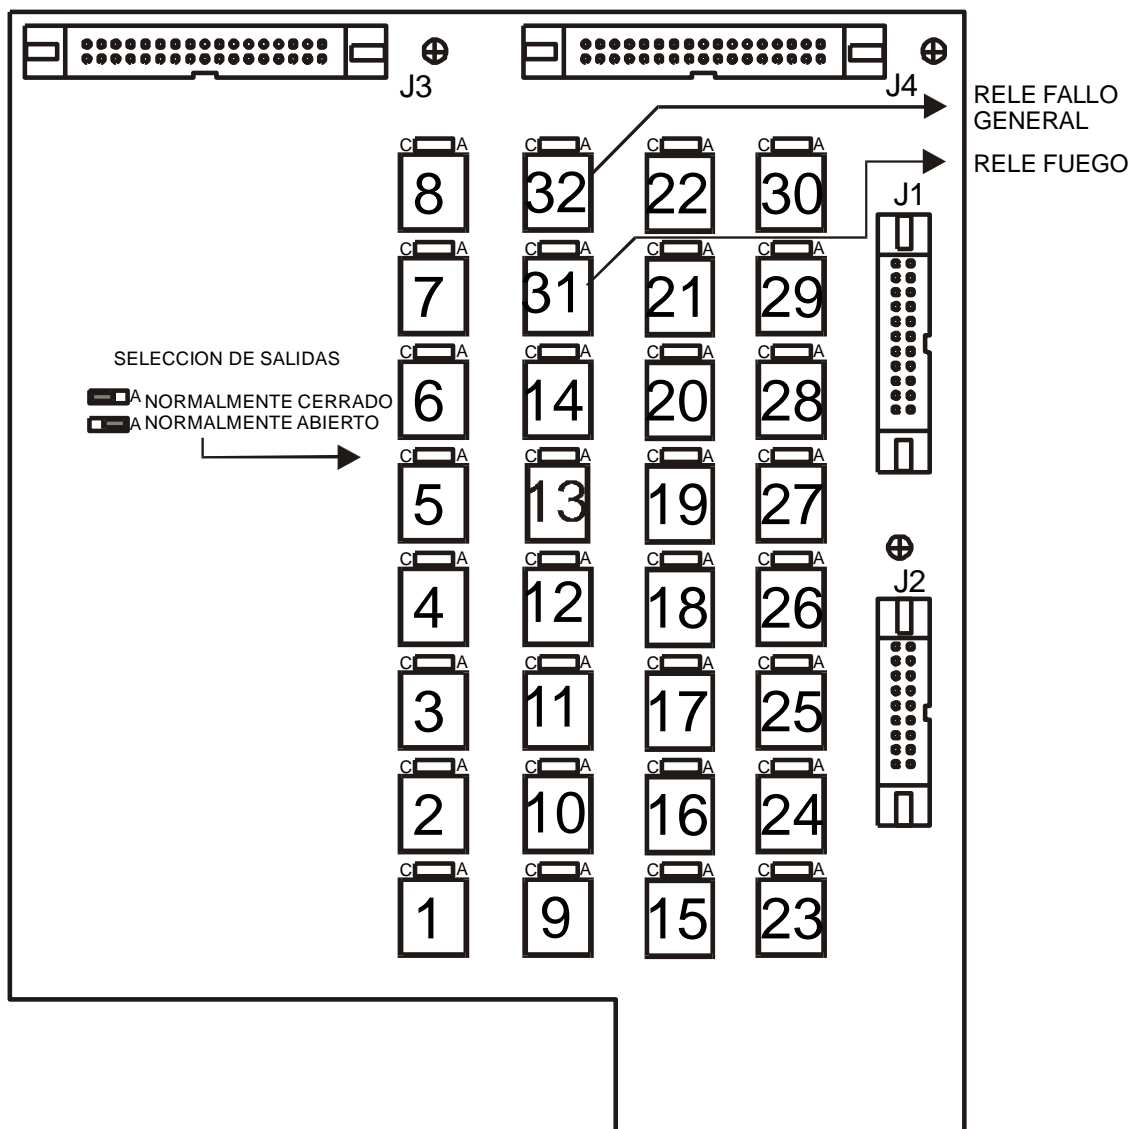 J3
J4
RELE FALLO
GENERAL
RELE FUEGO
J1
C A C A C A C A
8 32 22 30
C A C A C A C A
7 31 21 29
SELECCION DE SALIDAS
A NORMALMENTE CERRADO
A NORMALMENTE ABIERTO
C A C A C A C A
6 14 20 28
C A C A C A C A
5 13 19 27
J2
C A C A C A C A
4 12 18 26
C A C A C A C A
3 11 17 25
C A C A C A C A
2 10 16 24
C A C A C A C A
1 9 15 23